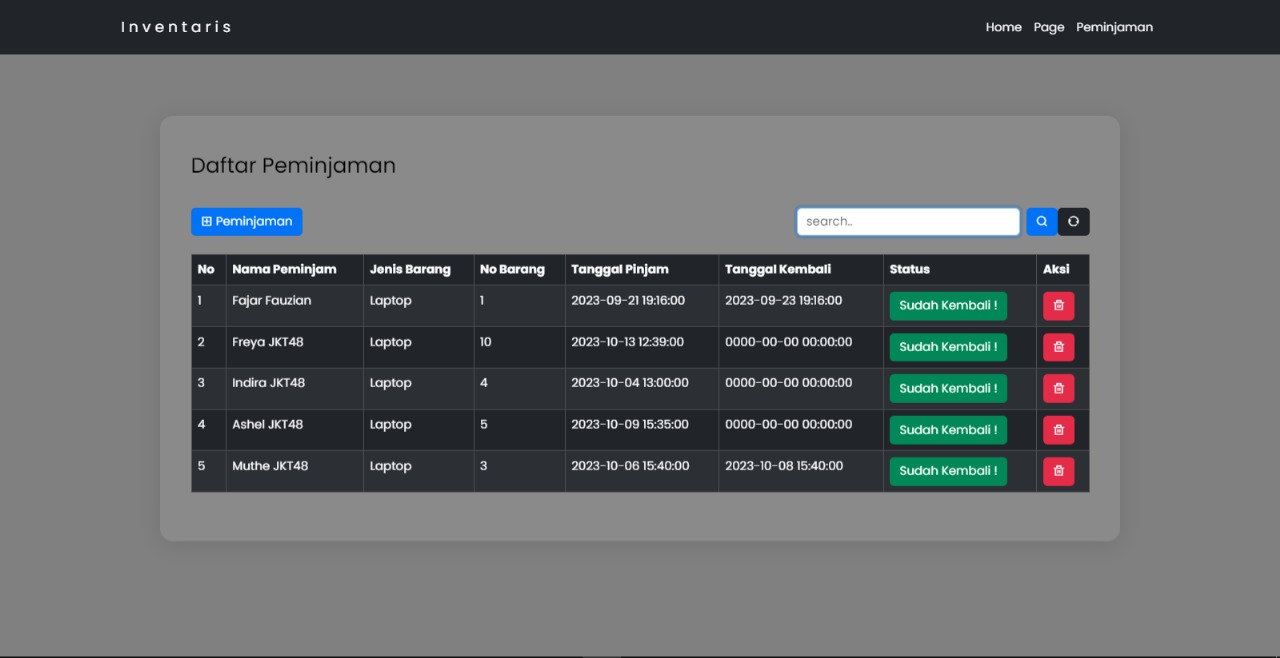 Inventaris
Home Page Peminjaman
Daftar Peminjaman
Peminjaman search..
No Nama Peminjam Jenis Barang No Barang Tanggal Pinjam Tanggal Kembali Status Aksi
1 Fajar Fauzian Laptop 1 2023-09-21 19:16:00 2023-09-23 19:16:00 Sudah Kembali !
2 Freya JKT48 Laptop 10 2023-10-13 12:39:00 0000-00-00 00:00:00 Sudah Kembali !
3 Indira JKT48 Laptop 4 2023-10-04 13:00:00 0000-00-00 00:00:00 Sudah Kembali !
4 Ashel JKT48 Laptop 5 2023-10-09 15:35:00 0000-00-00 00:00:00 Sudah Kembali !
5 Muthe JKT48 Laptop 3 2023-10-06 15:40:00 2023-10-08 15:40:00 Sudah Kembali !